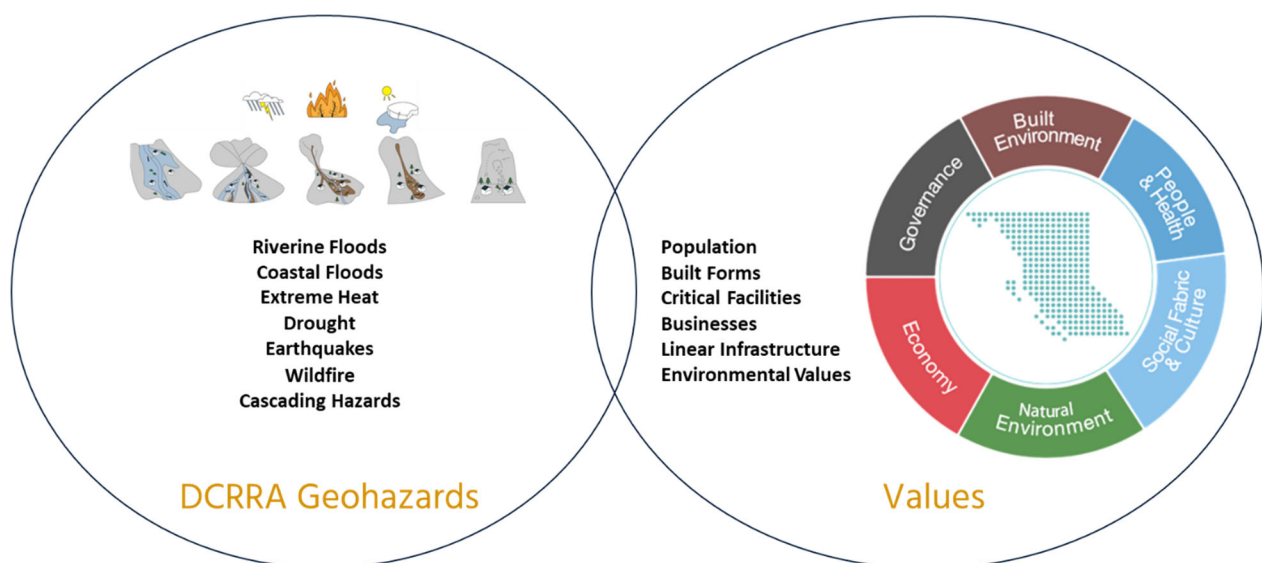 Riverine Floods
Coastal Floods
Extreme Heat
Drought
Earthquakes
Wildfire
Cascading Hazards
DCRRA Geohazards
Population
Built Forms
Critical Facilities
Businesses
Linear Infrastructure
Environmental Values
Built
Environment
People
& Health
Social Fabric
& Culture
Natural
Environment
Economy
Governance
Values